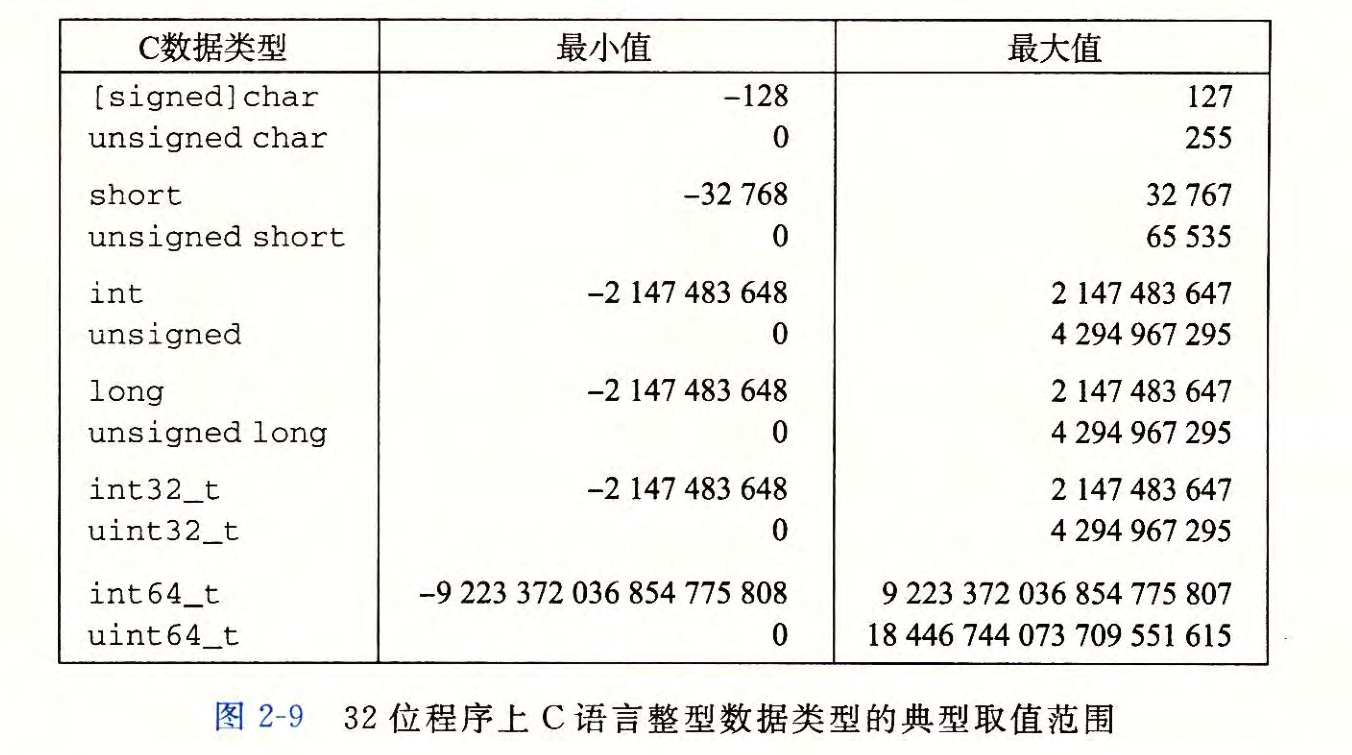 C数据类型 最小值 最大值
[signed]char −128 127
unsigned char 0 255
short −32 768 32 767
unsigned short 0 65 535
int −2 147 483 648 2 147 483 647
unsigned 0 4 294 967 295
long −2 147 483 648 2 147 483 647
unsigned long 0 4 294 967 295
int32_t −2 147 483 648 2 147 483 647
uint32_t 0 4 294 967 295
int64_t −9 223 372 036 854 775 808 9 223 372 036 854 775 807
uint64_t 0 18 446 744 073 709 551 615
图 2-9 32 位程序上 C 语言整型数据类型的典型取值范围